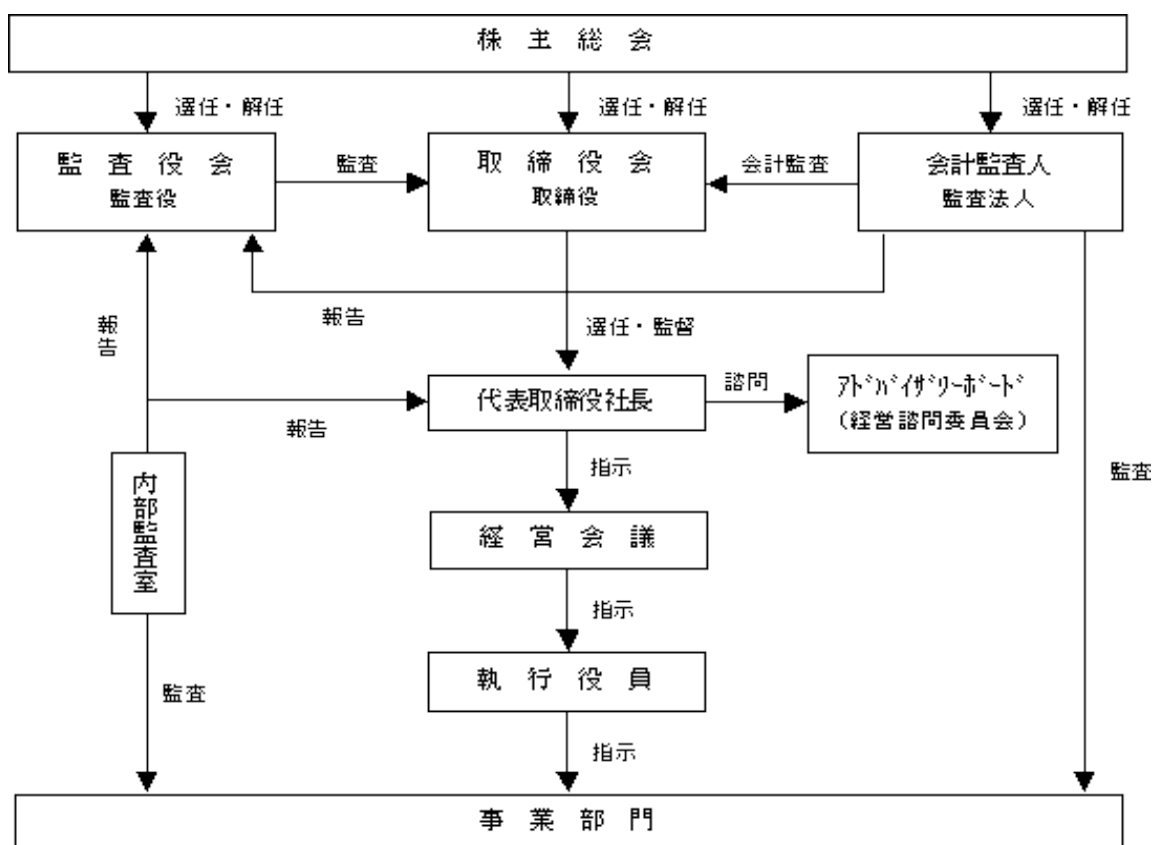 株主総会
選任・解任
選任・解任
選任・解任
監査役会
監査役
監査
取締役会
取締役
会計監査
会計監査人
監査法人
報告
報告
選任・監督
代表取締役社長
諮問
ｱﾄﾞﾊﾞｲｻﾞﾘｰﾎﾞｰﾄﾞ
（経営諮問委員会）
報告
指示
監査
内部監査室
経営会議
指示
執行役員
監査
指示
事業部門